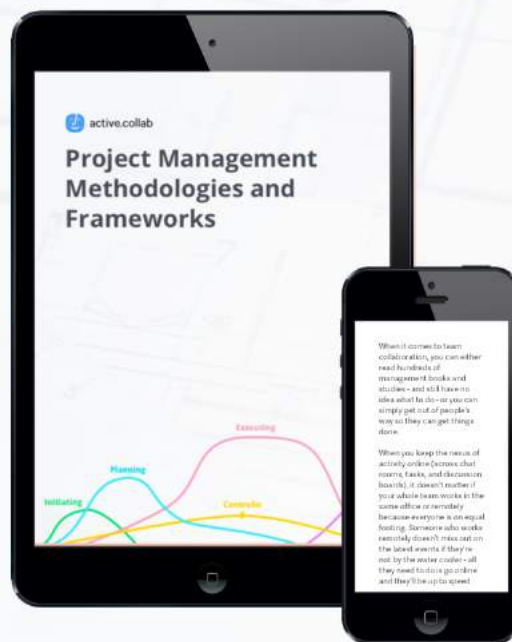 active.collab
Project Management
Methodologies and
Frameworks
Executing
Planning
Initiating
Controls
When it comes to team
collaboration, you can either
read hundreds of
management books and
studies - and still have no
idea what to do - or you can
simply get out of people's
way so they can get things
done.
When you keep the nexus of
activity online (across chat
rooms, tasks, and discussion
boards), it doesn't matter if
your whole team works in the
same office or remotely
because everyone is on equal
footing. Someone who works
remotely doesn't miss out on
the latest events if they're
not by the water cooler - all
they need to do is go online
and they'll be up to speed